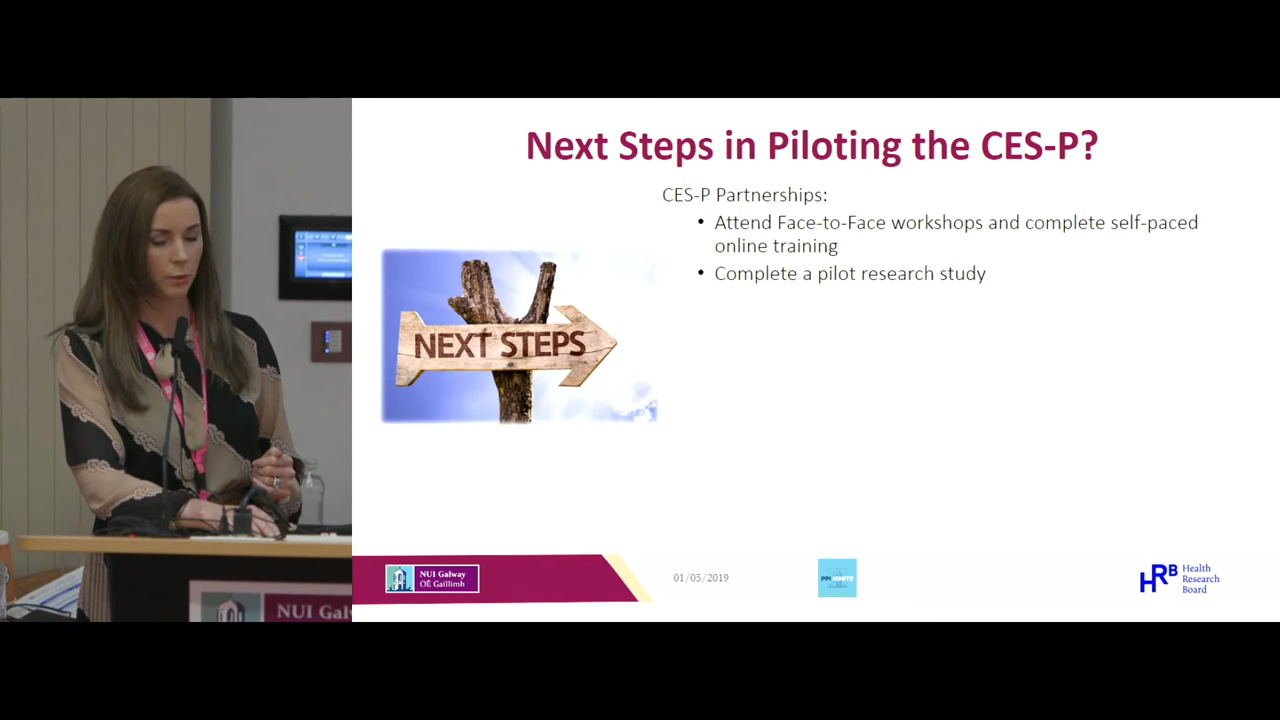 Next Steps in Piloting the CES-P?
CES-P Partnerships:
• Attend Face-to-Face workshops and complete self-paced
online training
• Complete a pilot research study
NEXT STEPS
NUI Galway
OÉ Gaillimh
01/05/2019
PPI IGNITE
HRB Health
Research
Board
NUI Gal